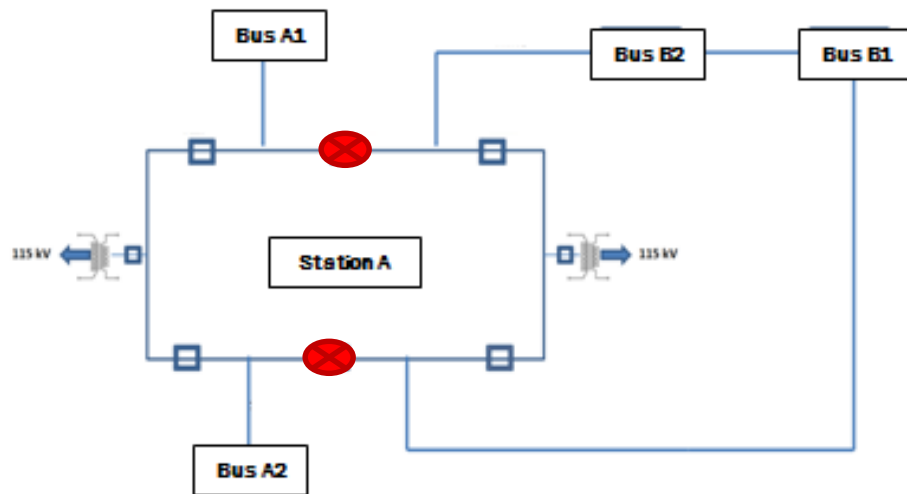 Bus A1
Bus B2
Bus B1
115 kV
Station A
115 kV
Bus A2